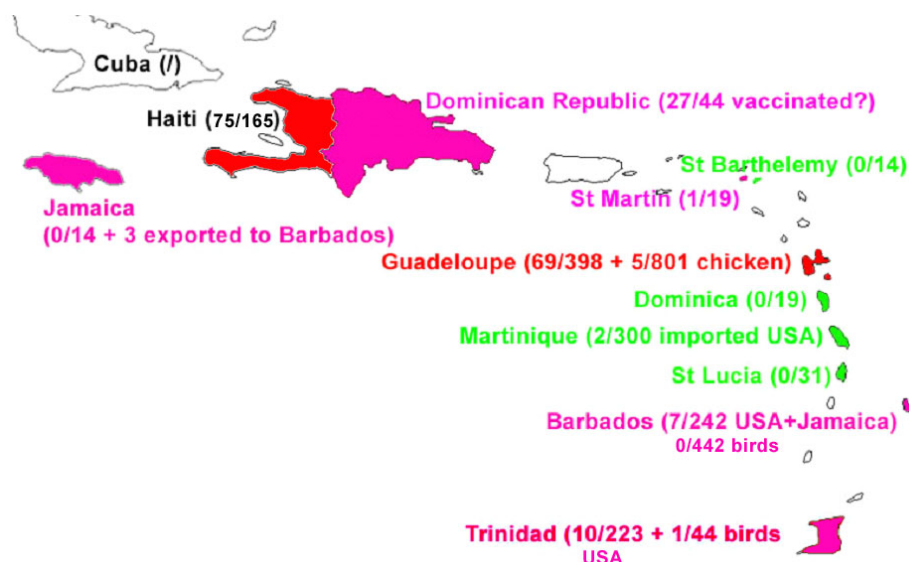 Cuba (/)
Dominican Republic (27/44 vaccinated?)
Haiti (75/165)
St Barthelemy (0/14)
St Martin (1/19)
Jamaica
(0/14 + 3 exported to Barbados)
Guadeloupe (69/398 + 5/801 chicken)
Dominica (0/19)
Martinique (2/300 imported USA)
St Lucia (0/31)
Barbados (7/242 USA+Jamaica)
0/442 birds
Trinidad (10/223 + 1/44 birds
USA